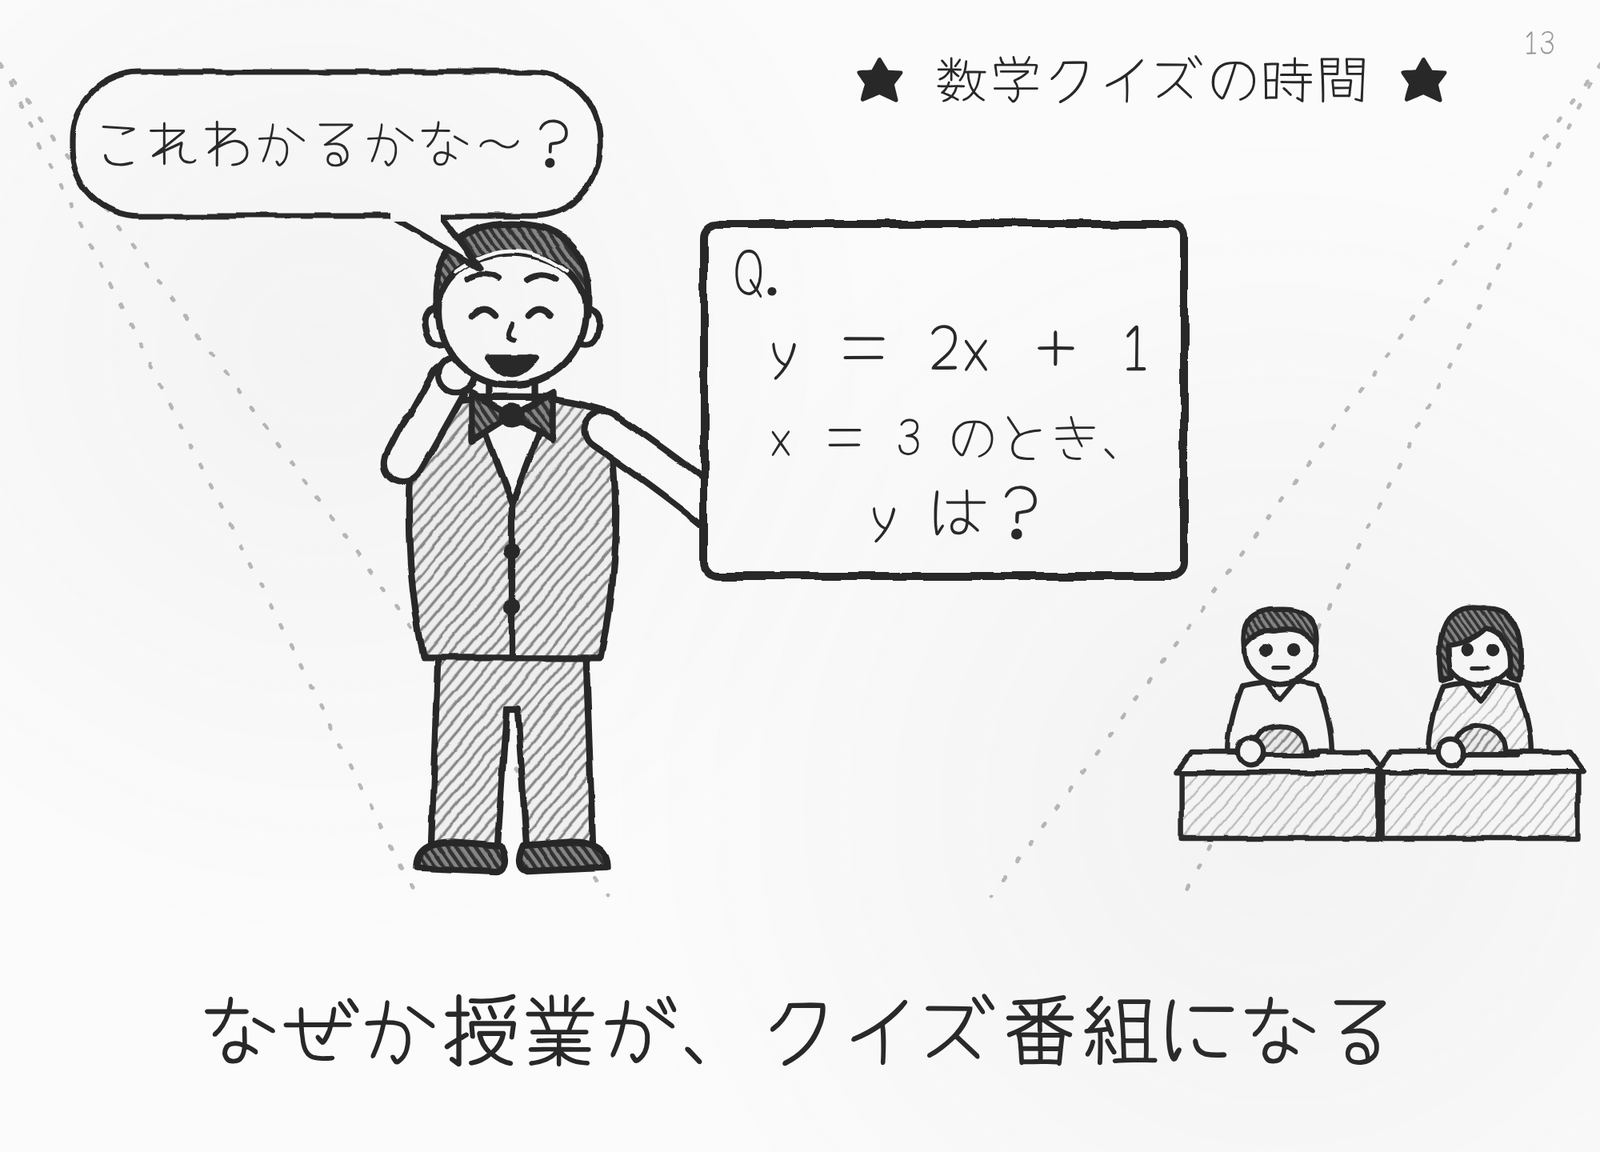 13
★ 数学クイズの時間 ★
これわかるかな〜？
Q.
y = 2x + 1
x = 3 のとき、
y は？
なぜか授業が、クイズ番組になる